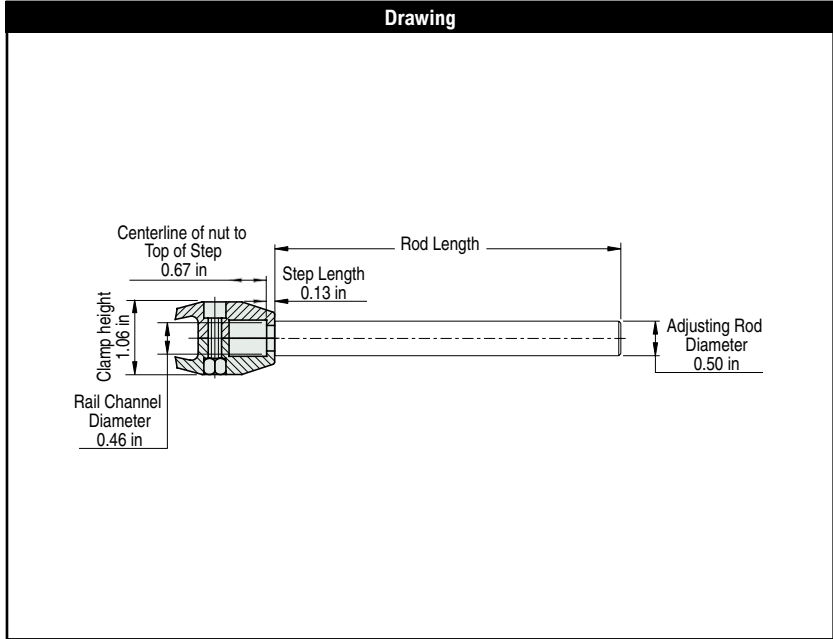 Drawing
Centerline of nut to
Top of Step
0.67 in
Rod Length
Step Length
0.13 in
Clamp height
1.06 in
Adjusting Rod
Diameter
0.50 in
Rail Channel
Diameter
0.46 in